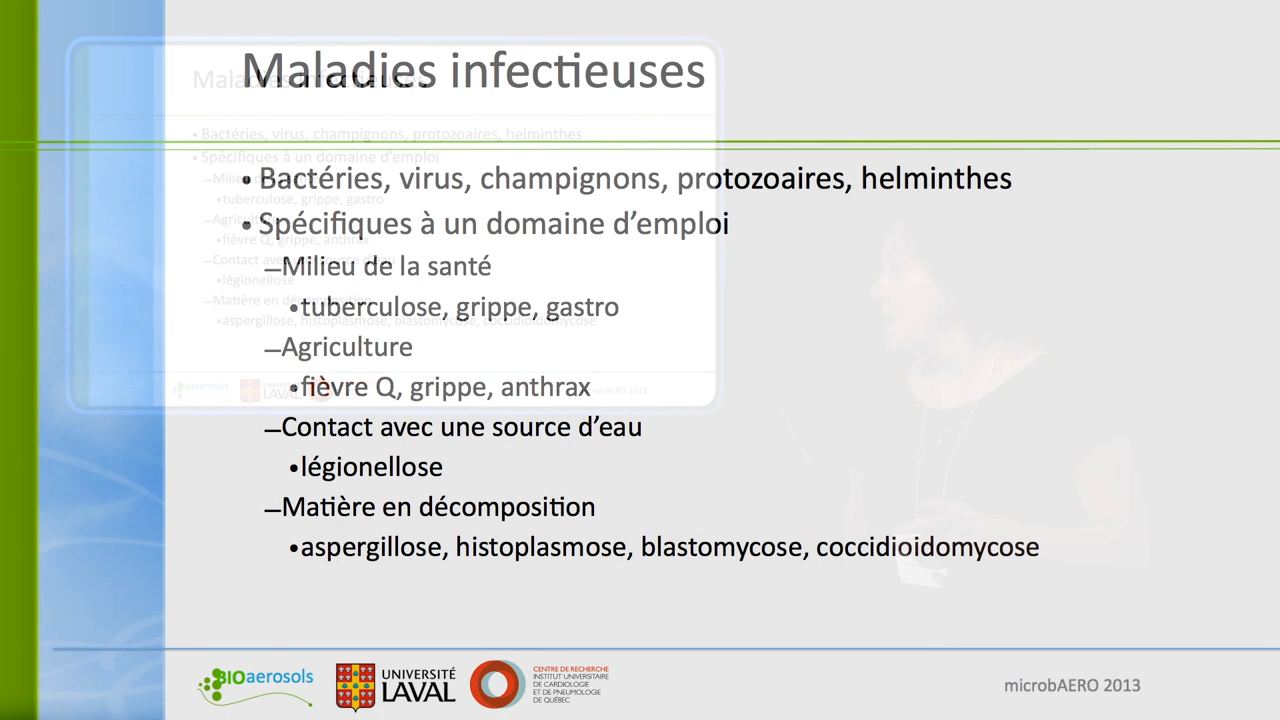 Maladies infectieuses
• Bactéries, virus, champignons, protozoaires, helminthes
• Spécifiques à un domaine d’emploi
–Milieu de la santé
•tuberculose, grippe, gastro
–Agriculture
•fièvre Q, grippe, anthrax
–Contact avec une source d’eau
•légionellose
–Matière en décomposition
•aspergillose, histoplasmose, blastomycose, coccidioidomycose
BIOaerosols
UNIVERSITÉ
LAVAL
CENTRE DE RECHERCHE
INSTITUT UNIVERSITAIRE
DE CARDIOLOGIE
ET DE PNEUMOLOGIE
DE QUÉBEC
microbAERO 2013